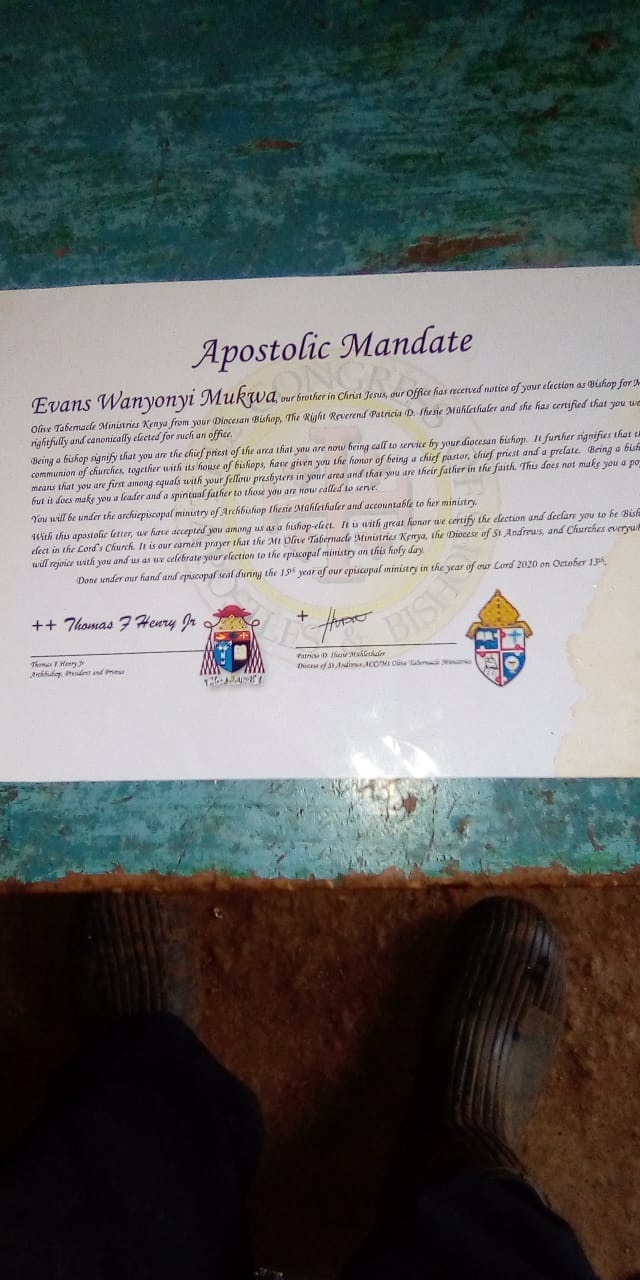 Apostolic Mandate
Evans Wanyonyi Mukwa, our brother in Christ Jesus, our Office has received notice of your election as Bishop for
Olive Tabernacle Ministries Kenya from your Diocesan Bishop, The Right Reverend Patricia D. Ihesie Mühlethaler and she has certified that you
rightfully and canonically elected for such an office.
Being a bishop signify that you are the chief priest of the area that you are now being call to service by your diocesan bishop. It further signifies that
communion of churches, together with its house of bishops, have given you the honor of being a chief pastor, chief priest and a prelate. Being a
means that you are first among equals with your fellow presbyters in your area and that you are their father in the faith. This does not make you a
but it does make you a leader and a spiritual father to those you are now called to serve.
You will be under the archiepiscopal ministry of Archbishop Ihesie Mühlethaler and accountable to her ministry.
With this apostolic letter, we have accepted you among us as a bishop-elect. It is with great honor we certify the election and declare you to be
elect in the Lord's Church. It is our earnest prayer that the Mt Olive Tabernacle Ministries Kenya, the Diocese of St Andrews, and Churches
will rejoice with you and us as we celebrate your election to the episcopal ministry on this holy day.
Done under our hand and episcopal seal during the 15th year of our episcopal ministry in the year of our Lord 2020 on October 13th.
++ Thomas F Henry Jr
Thomas F Henry Jr
Archbishop, President and Primus
+
Patricia D. Ihesie Mühlethaler
Diocese of St Andrews ACC/Mt Olive Tabernacle Ministries